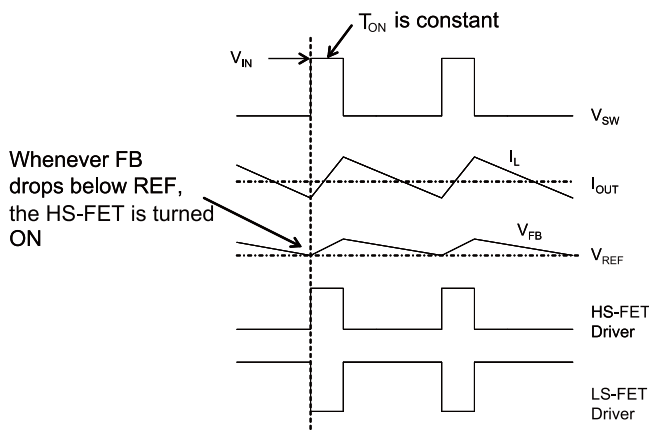 T_ON is constant
V_IN
V_SW
Whenever FB
drops below REF,
the HS-FET is turned
ON
I_L
I_OUT
V_FB
V_REF
HS-FET
Driver
LS-FET
Driver